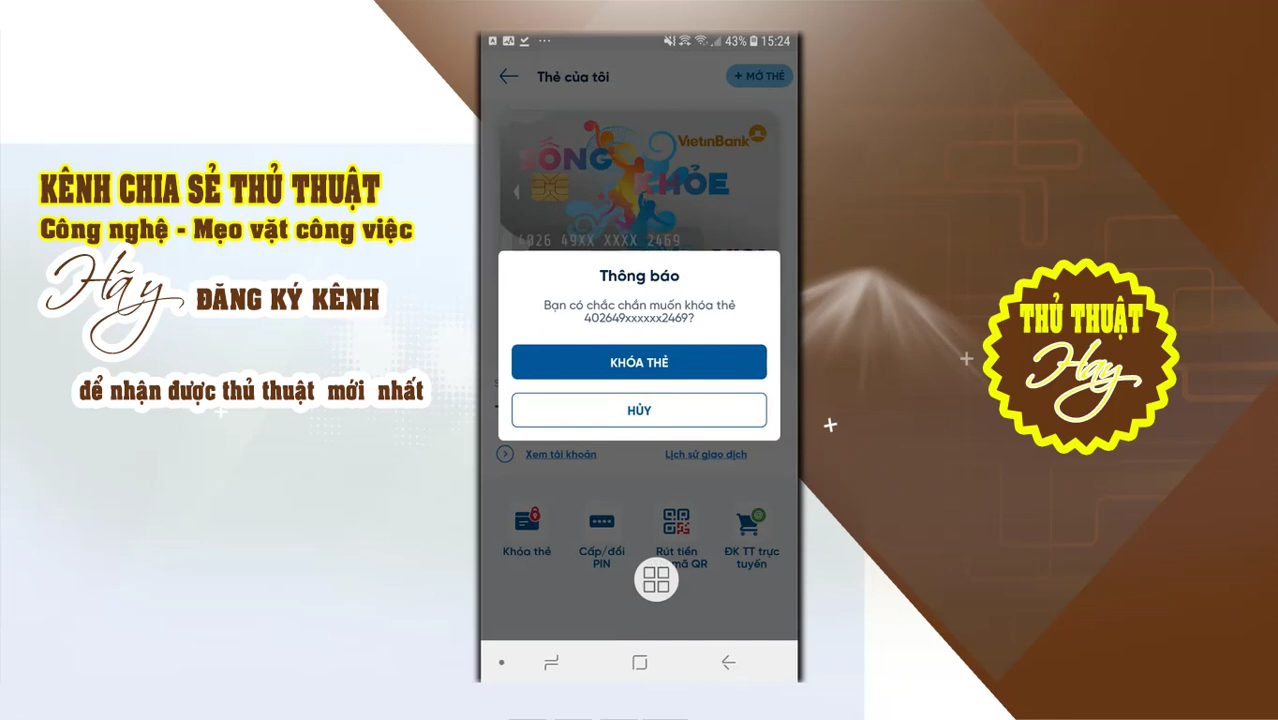 KÊNH CHIA SẺ THỦ THUẬT
Công nghệ - Mẹo vặt công việc
Hãy ĐĂNG KÝ KÊNH
để nhận được thủ thuật mới nhất
43% 15:24
Thẻ của tôi
+ MỞ THẺ
VietinBank
SỐNG
KHỎE
4026 49XX XXXX 2469
Thông báo
Bạn có chắc chắn muốn khóa thẻ
402649xxxxxx2469?
KHÓA THẺ
HỦY
Xem tài khoản
Lịch sử giao dịch
Khóa thẻ
Cấp/đổi
PIN
Rút tiền
mã QR
ĐK TT trực
tuyến
THỦ THUẬT
Hay